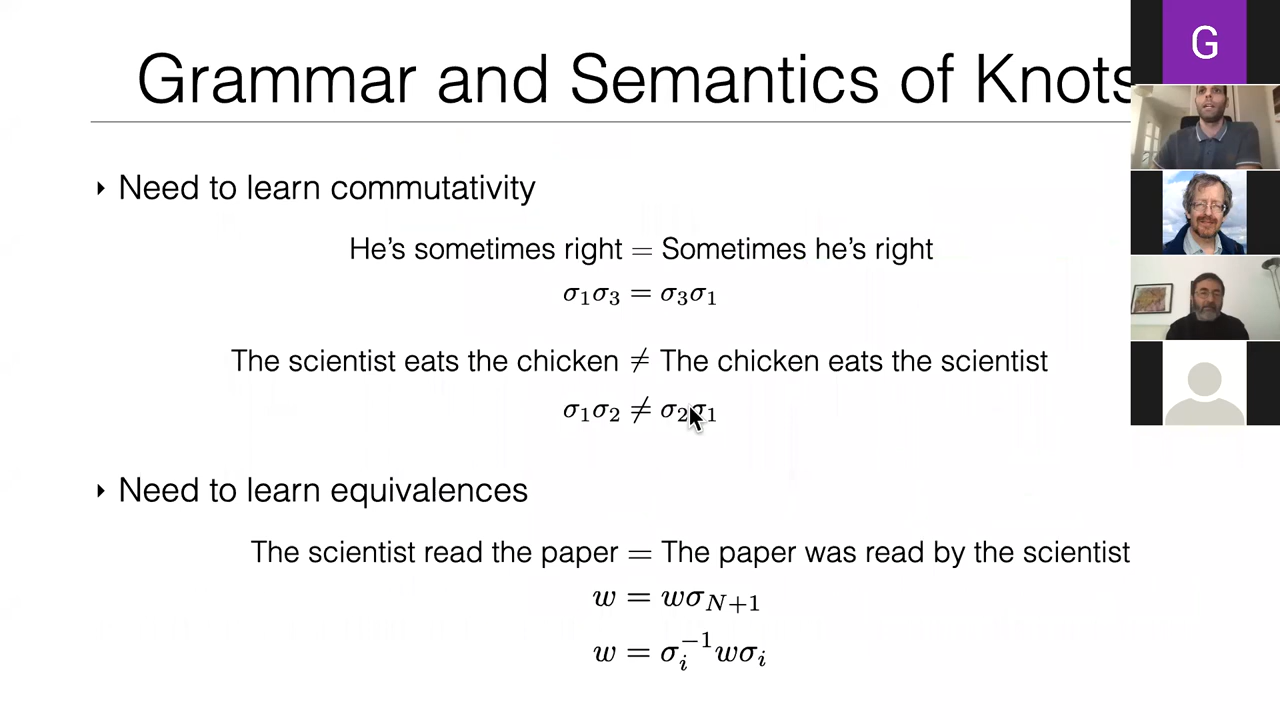 Grammar and Semantics of Knots
G
‣ Need to learn commutativity
He's sometimes right = Sometimes he's right
σ₁σ₃ = σ₃σ₁
The scientist eats the chicken ≠ The chicken eats the scientist
σ₁σ₂ ≠ σ₂σ₁
‣ Need to learn equivalences
The scientist read the paper = The paper was read by the scientist
w = wσ_{N+1}
w = σ_i^{-1}wσ_i